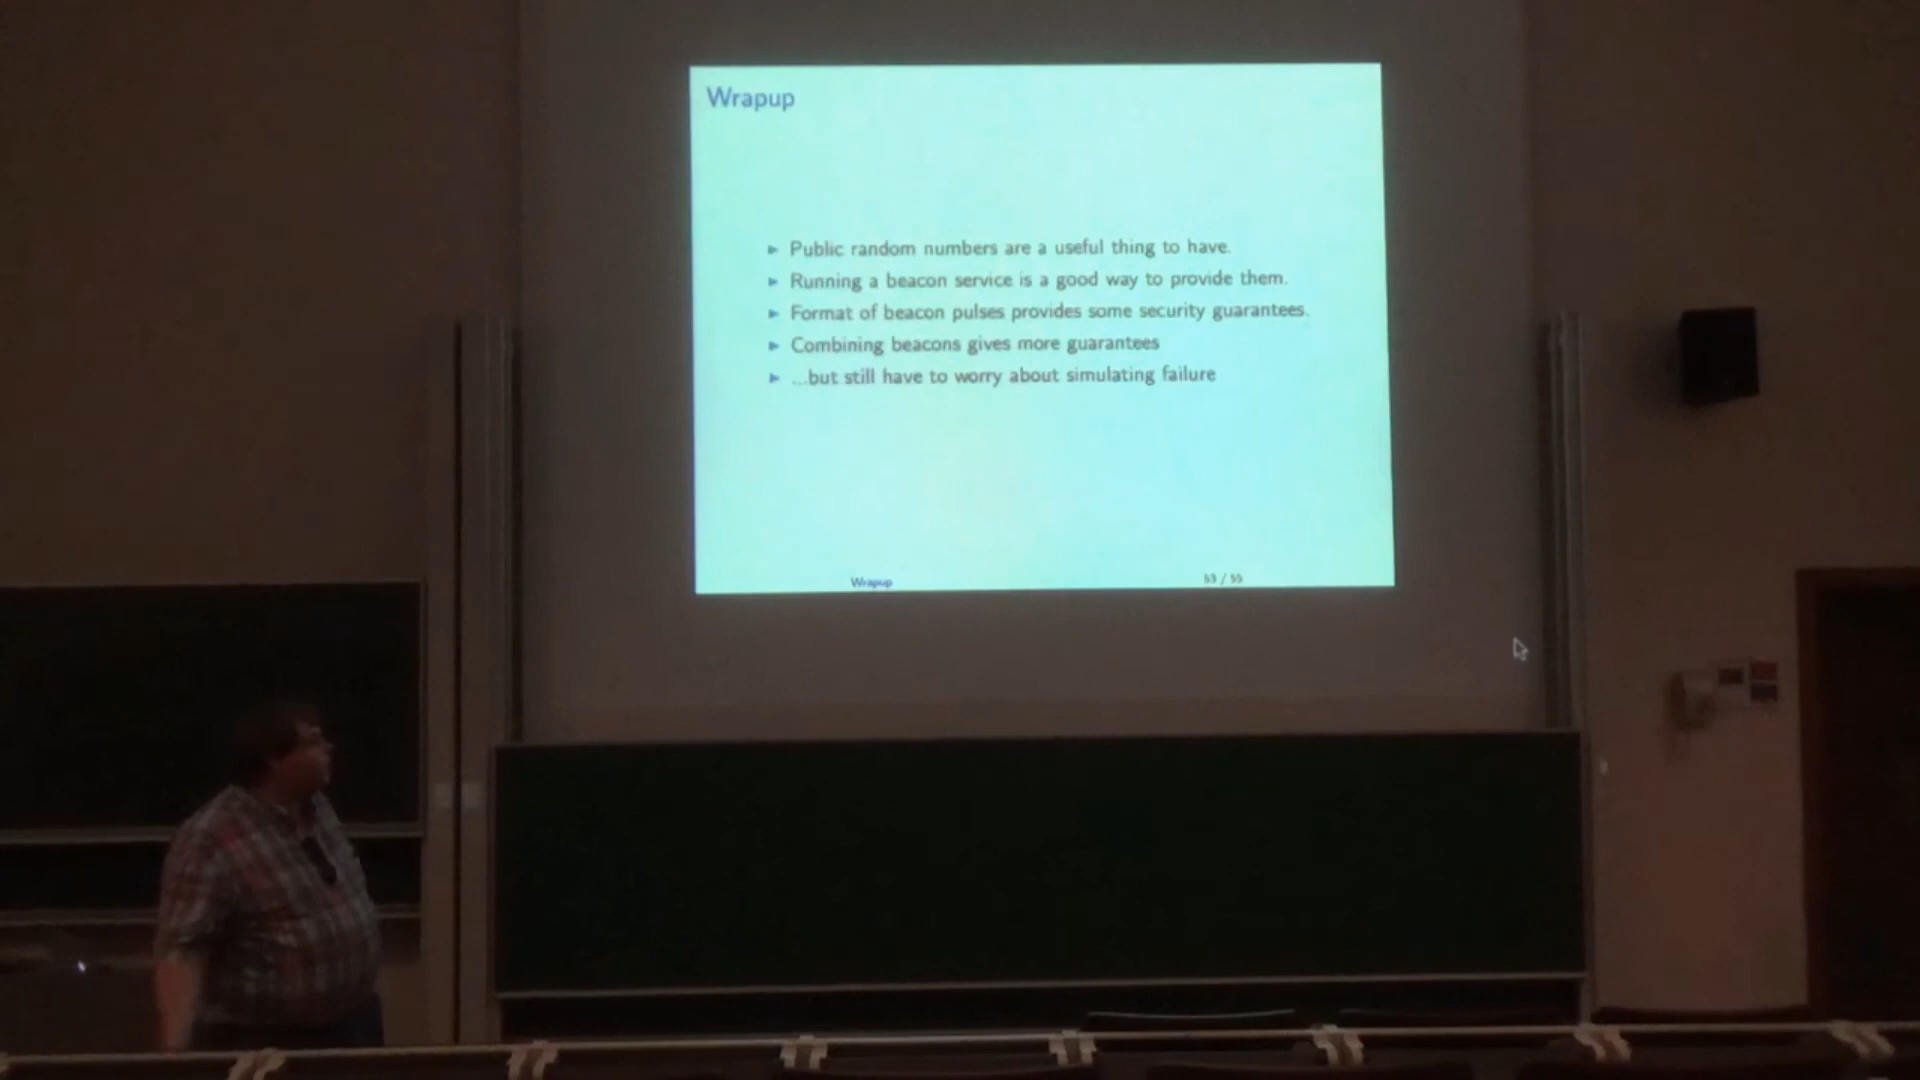 Wrapup
Public random numbers are a useful thing to have.
Running a beacon service is a good way to provide them.
Format of beacon pulses provides some security guarantees.
Combining beacons gives more guarantees
...but still have to worry about simulating failure
Wrapup
53 / 55